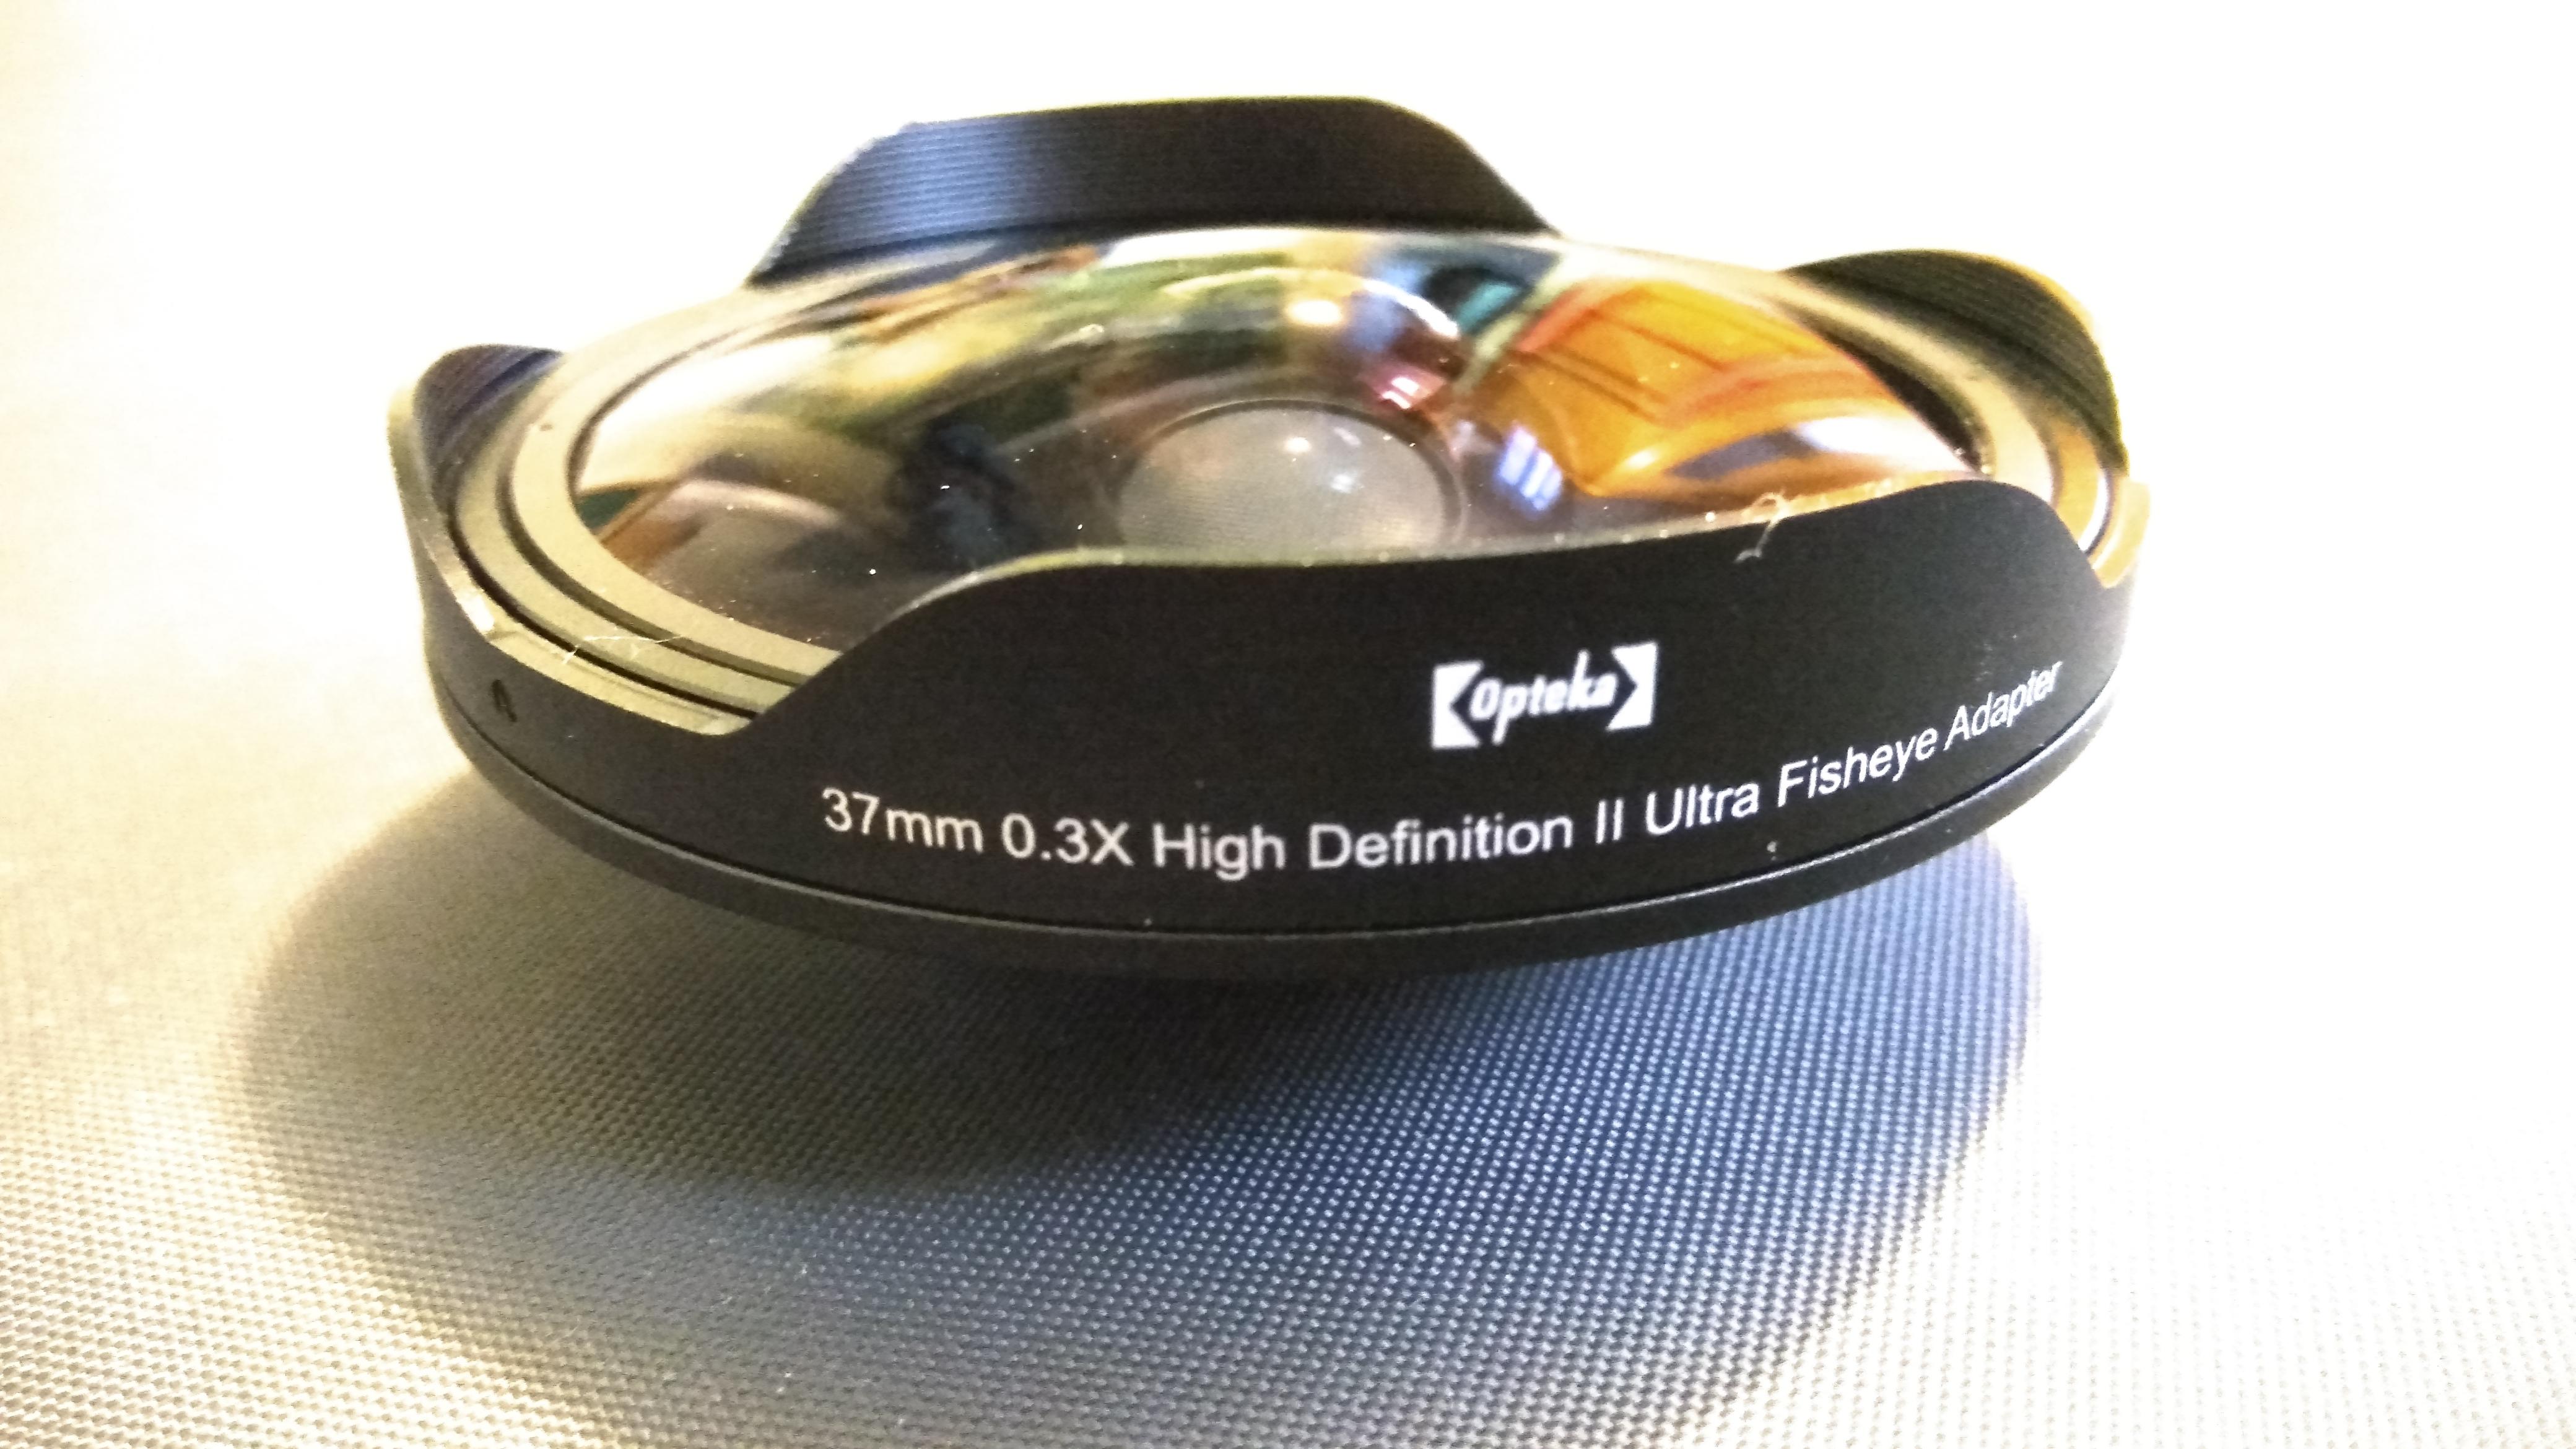 Opteka
37mm 0.3X High Definition II Ultra Fisheye Adapter